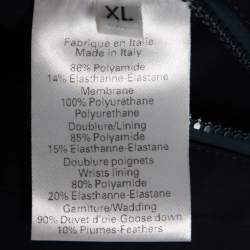 XL
Fabriqué en Italie
Made in Italy
86% Polyamide
14% Elasthanne-Elastane
Membrane
100% Polyuréthane
Polyurethane
Doublure/Lining
85% Polyamide
15% Elasthanne-Elastane
Doublure poignets
Wrists lining
80% Polyamide
20% Elasthanne-Elastane
Garniture/Wadding
90% Duvet d'oie-Goose down
10% Plumes-Feathers